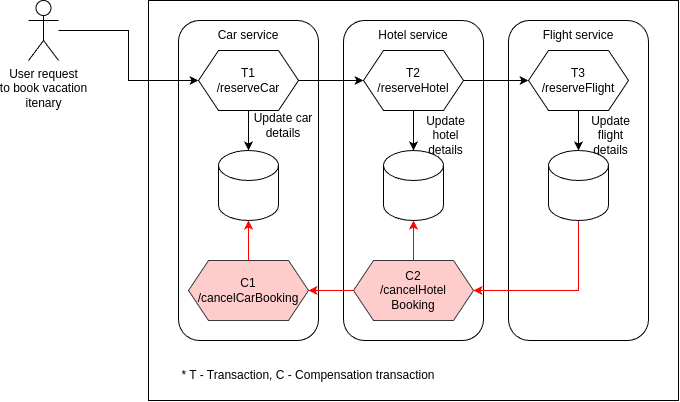 Car service
Hotel service
Flight service
User request
to book vacation
itenary
T1
/reserveCar
T2
/reserveHotel
T3
/reserveFlight
Update car
details
Update
hotel
details
Update
flight
details
C1
/cancelCarBooking
C2
/cancelHotel
Booking
* T - Transaction, C - Compensation transaction